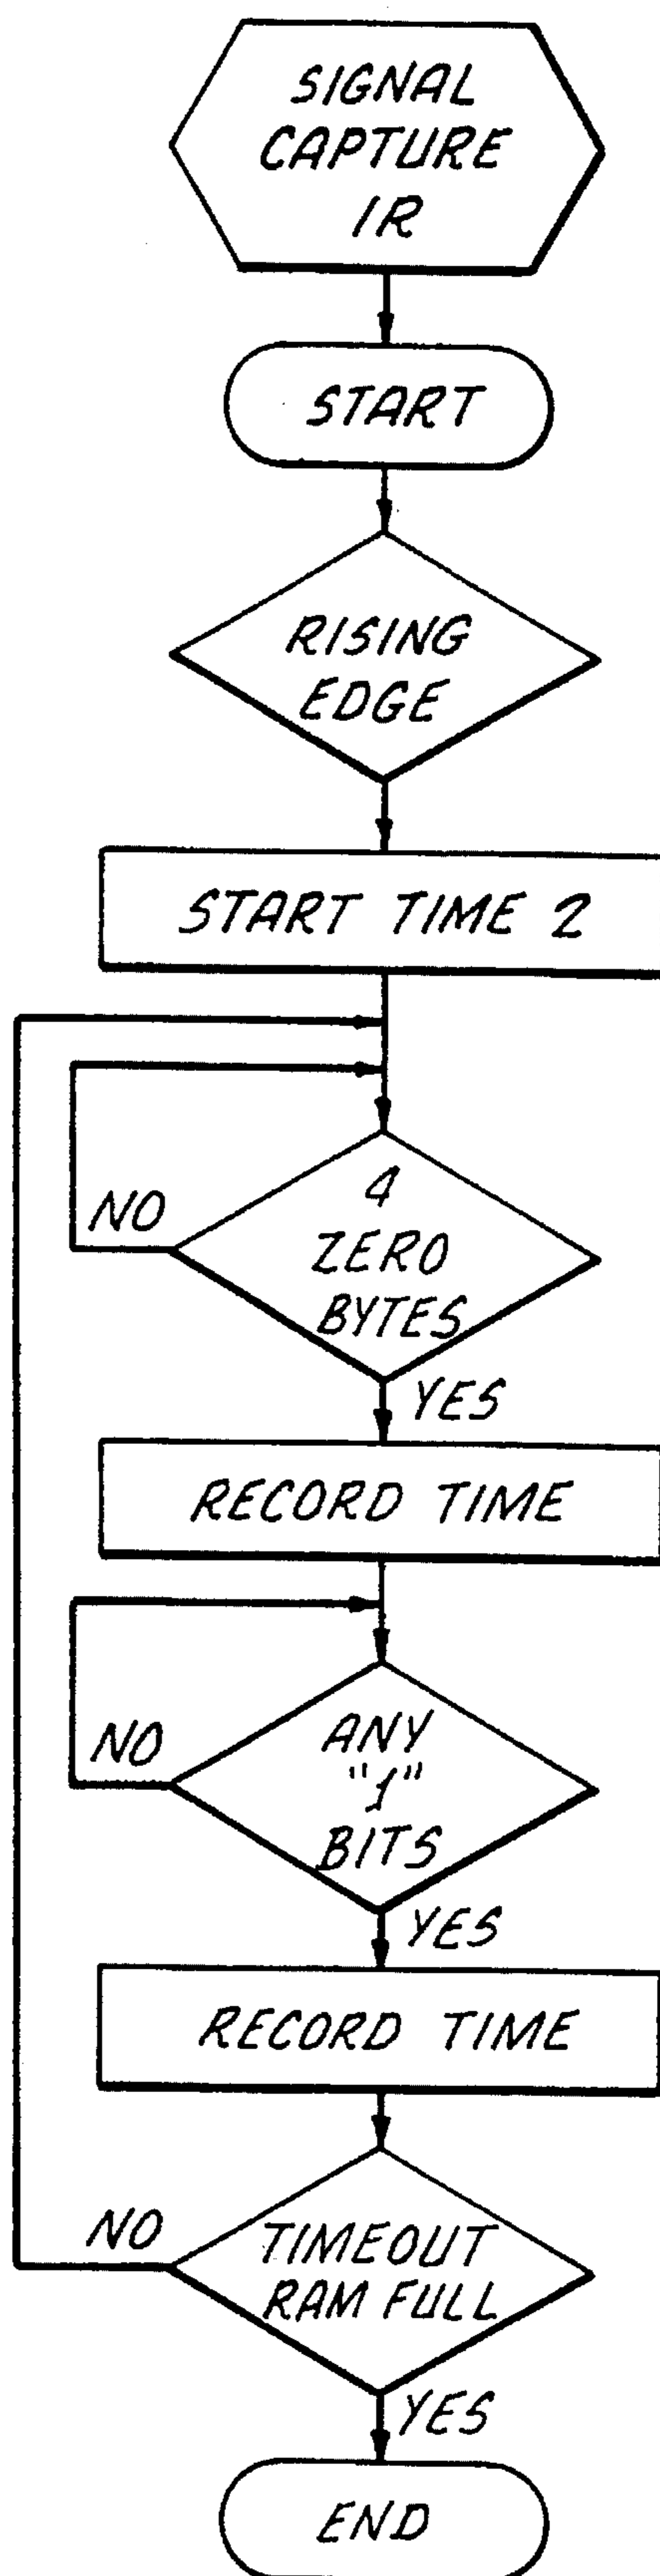 SIGNAL
CAPTURE
IR
START
RISING
EDGE
START TIME 2
4
ZERO
BYTES
NO
YES
RECORD TIME
ANY
"1"
BITS
NO
YES
RECORD TIME
TIMEOUT
RAM FULL
NO
YES
END